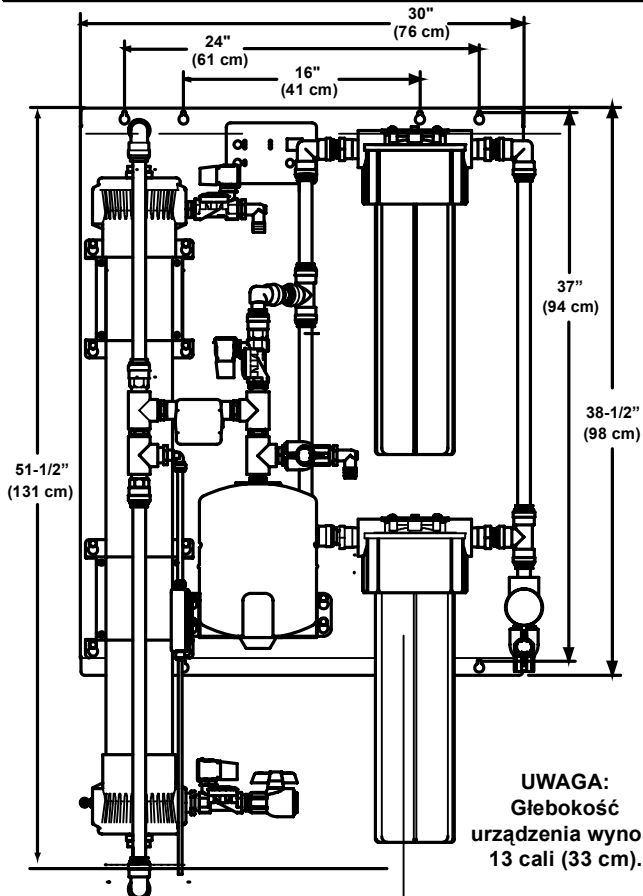 30"
(76 cm)
24"
(61 cm)
16"
(41 cm)
37”
(94 cm)
38-1/2”
(98 cm)
51-1/2”
(131 cm)
UWAGA:
Głebokość
urządzenia wyno
13 cali (33 cm).